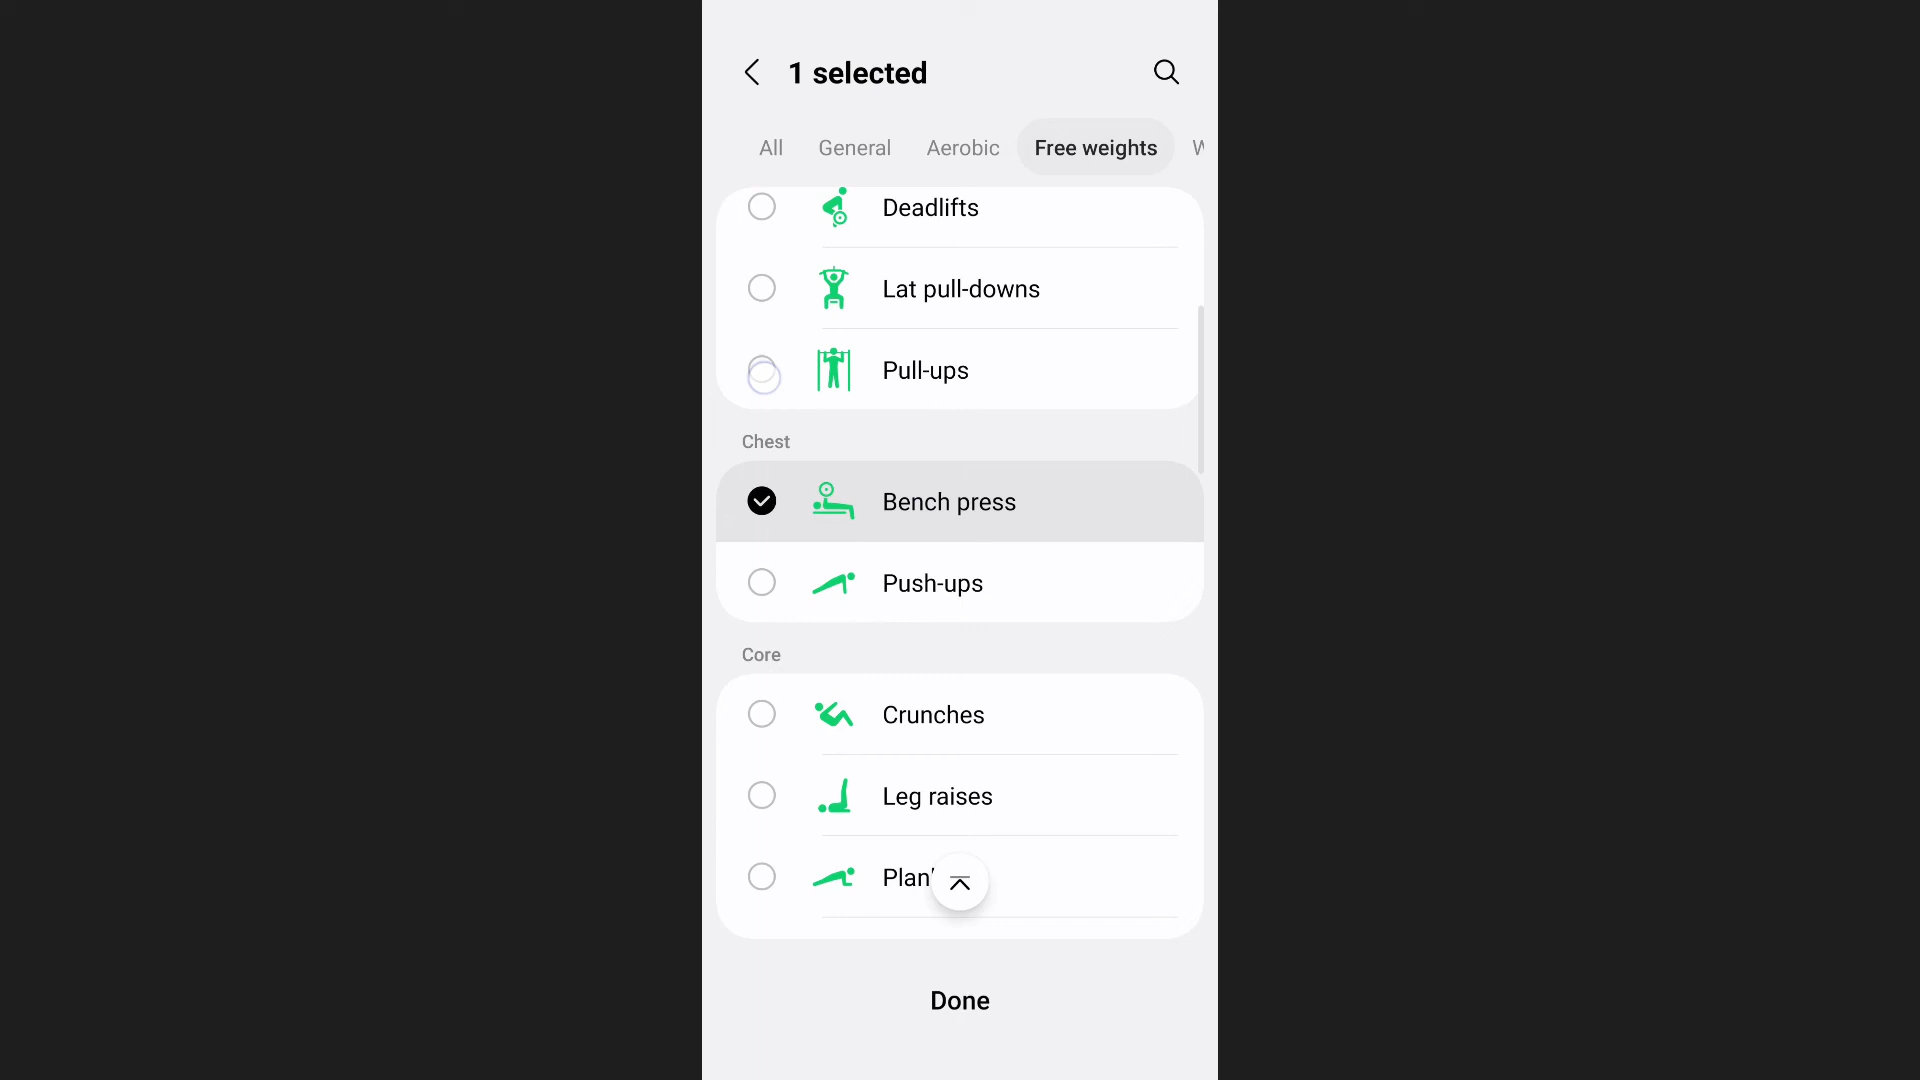 1 selected
All General Aerobic Free weights W
Deadlifts
Lat pull-downs
Pull-ups
Chest
Bench press
Push-ups
Core
Crunches
Leg raises
Done